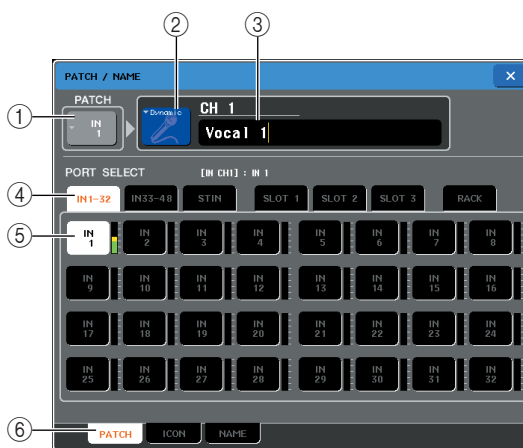 ② ③
PATCH / NAME ×
①
PATCH
IN 1
Dynamic
CH 1
Vocal 1
PORT SELECT [IN CH1] : IN 1
④ IN1-32 IN33-48 STIN SLOT 1 SLOT 2 SLOT 3 RACK
⑤ IN 1 IN 2 IN 3 IN 4 IN 5 IN 6 IN 7 IN 8
IN 9 IN 10 IN 11 IN 12 IN 13 IN 14 IN 15 IN 16
IN 17 IN 18 IN 19 IN 20 IN 21 IN 22 IN 23 IN 24
IN 25 IN 26 IN 27 IN 28 IN 29 IN 30 IN 31 IN 32
⑥ PATCH ICON NAME